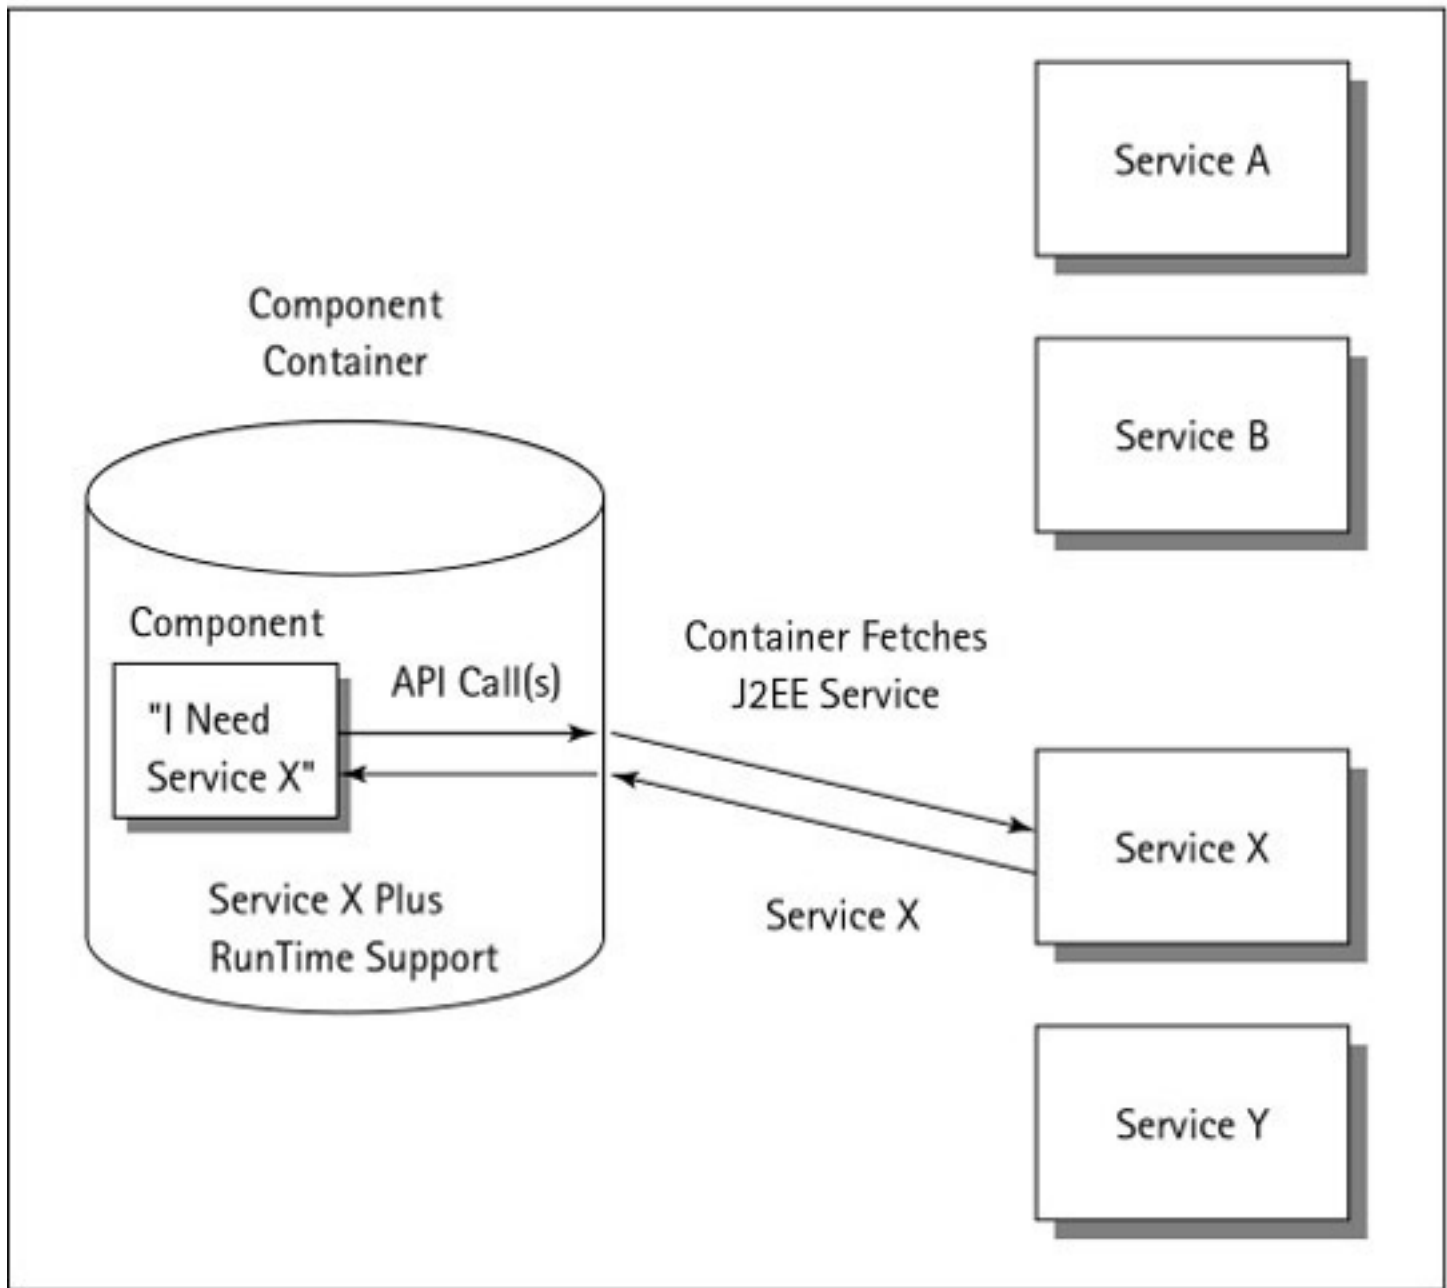 Service A
Component
Container
Service B
Component
API Call(s)
"I Need
Service X"
Container Fetches
J2EE Service
Service X
Service X
Service X Plus
RunTime Support
Service Y